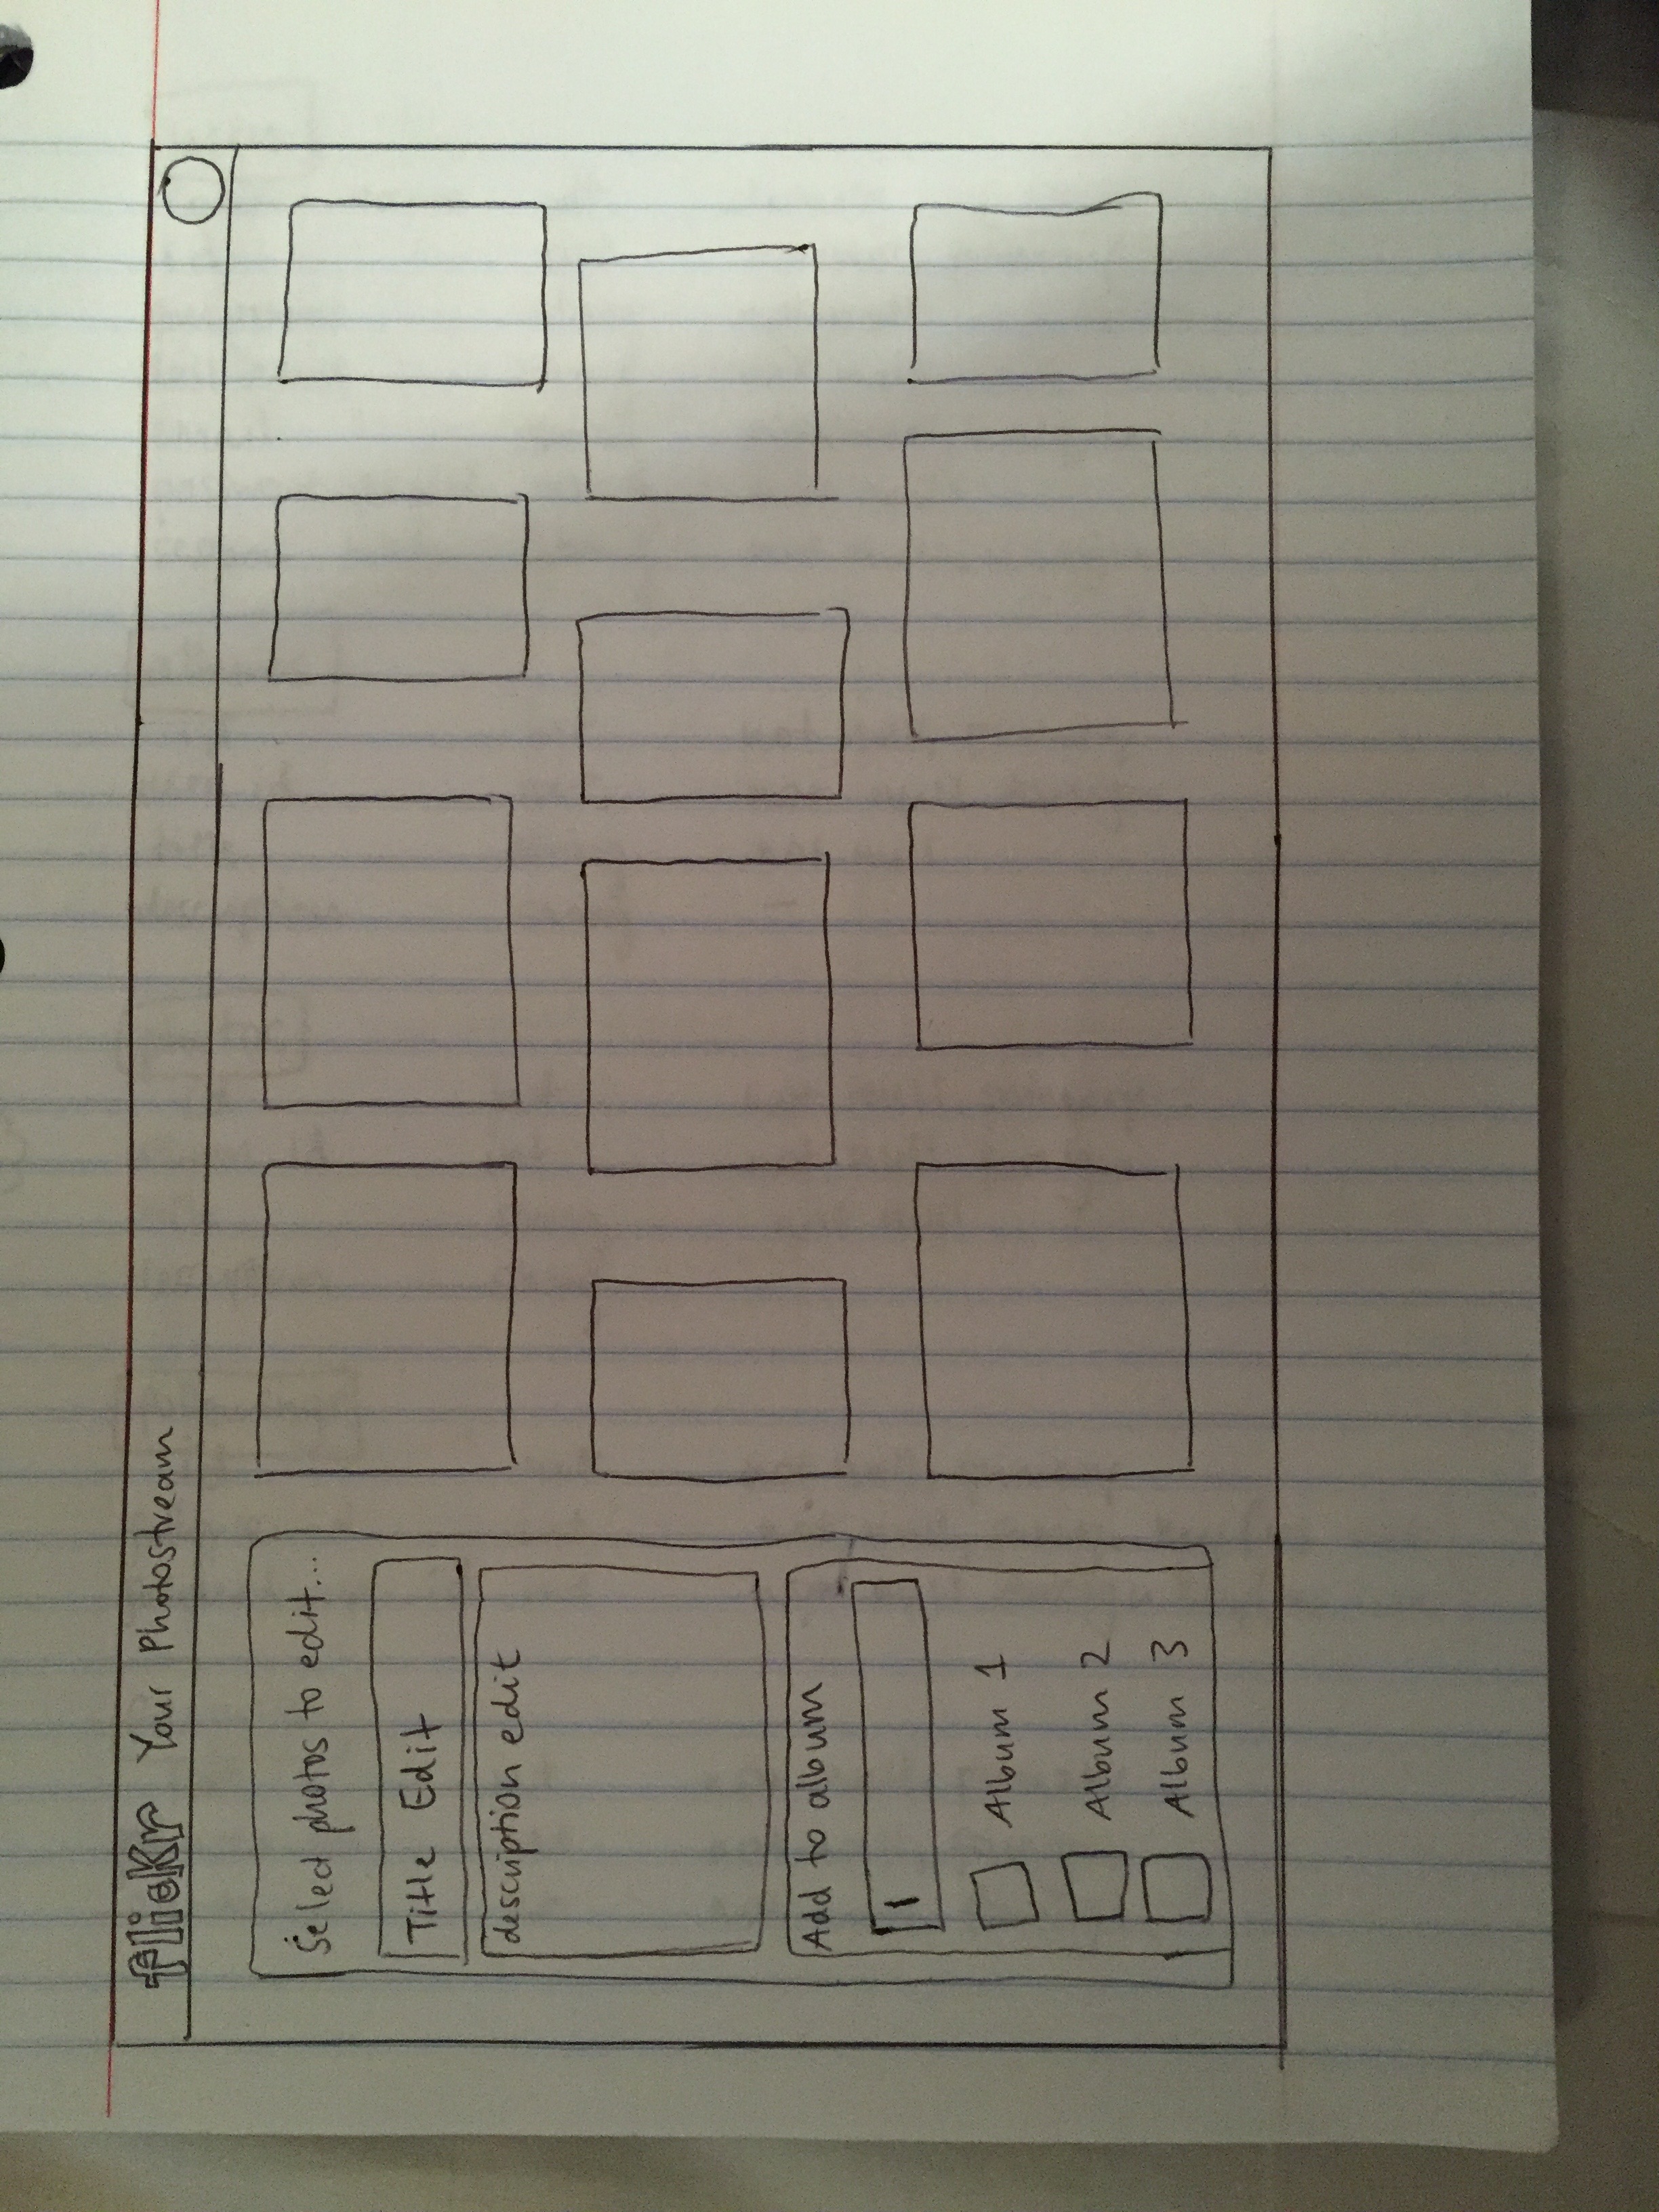 flickr Your Photostream
Select photos to edit...
Title Edit
description edit
Add to album
Album 1
Album 2
Album 3